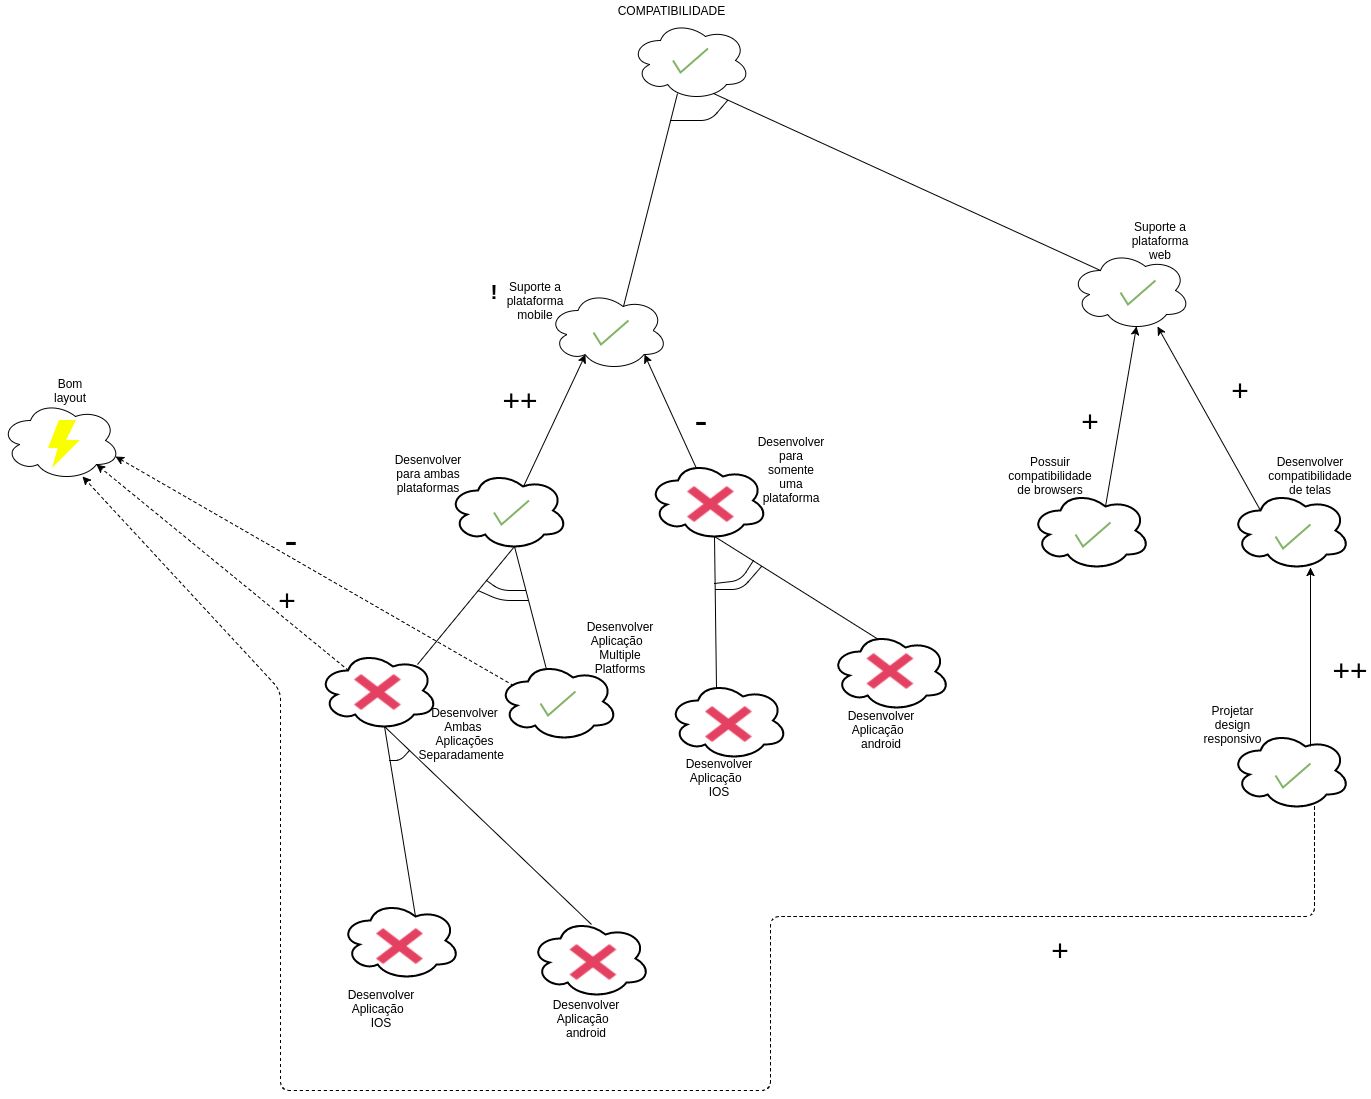 COMPATIBILIDADE
Suporte a
plataforma
web
!
Suporte a
plataforma
mobile
Bom
layout
++
-
+
+
Desenvolver
para ambas
plataformas
Desenvolver
para
somente
uma
plataforma
Possuir
compatibilidade
de browsers
Desenvolver
compatibilidade
de telas
-
+
Desenvolver
Aplicação
Multiple
Platforms
++
Desenvolver
Ambas
Aplicações
Separadamente
Desenvolver
Aplicação
android
Projetar
design
responsivo
Desenvolver
Aplicação
IOS
+
Desenvolver
Aplicação
IOS
Desenvolver
Aplicação
android